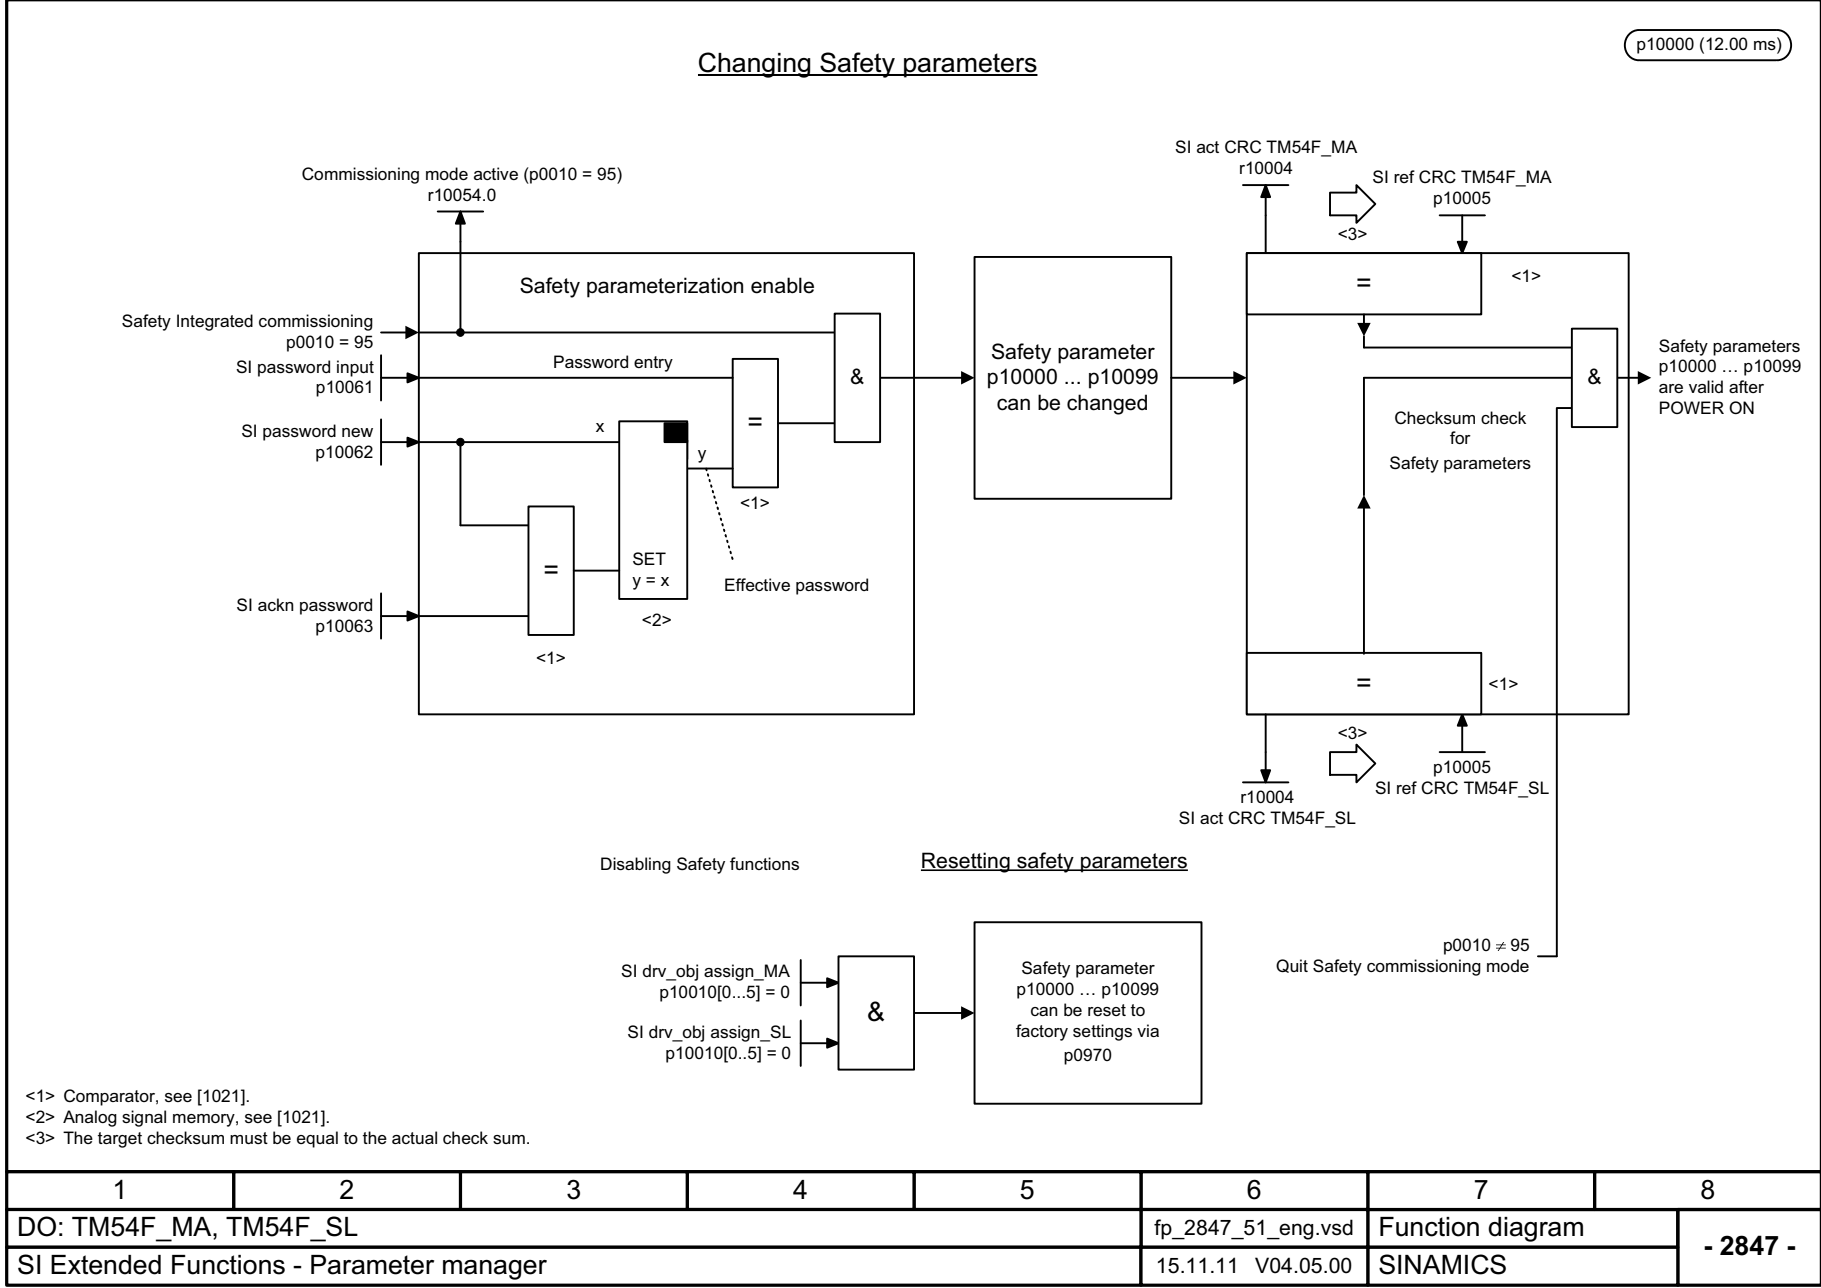 p10000 (12.00 ms)
Changing Safety parameters
Commissioning mode active (p0010 = 95)
r10054.0
SI act CRC TM54F_MA
r10004
<3>
SI ref CRC TM54F_MA
p10005
Safety parameterization enable
Safety Integrated commissioning
p0010 = 95
SI password input
p10061
Password entry
SI password new
p10062
x
y
=
<1>
&
SET
y = x
<2>
Effective password
=
<1>
SI ackn password
p10063
Safety parameter
p10000 ... p10099
can be changed
=
<1>
&
Checksum check
for
Safety parameters
Safety parameters
p10000 ... p10099
are valid after
POWER ON
=
<1>
<3>
r10004
SI act CRC TM54F_SL
p10005
SI ref CRC TM54F_SL
p0010 ≠ 95
Quit Safety commissioning mode
Disabling Safety functions
Resetting safety parameters
SI drv_obj assign_MA
p10010[0...5] = 0
SI drv_obj assign_SL
p10010[0..5] = 0
&
Safety parameter
p10000 ... p10099
can be reset to
factory settings via
p0970
<1> Comparator, see [1021].
<2> Analog signal memory, see [1021].
<3> The target checksum must be equal to the actual check sum.
1 2 3 4 5 6 7 8
DO: TM54F_MA, TM54F_SL
fp_2847_51_eng.vsd
Function diagram
- 2847 -
SI Extended Functions - Parameter manager
15.11.11 V04.05.00
SINAMICS